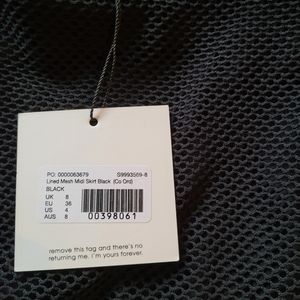 PO: 0000063679 S9993569-8
Lined Mesh Midi Skirt Black (Co Ord)
BLACK
UK 8
EU 36
US 4
AUS 8
00398061
remove this tag and there's no
returning me. i'm yours forever.